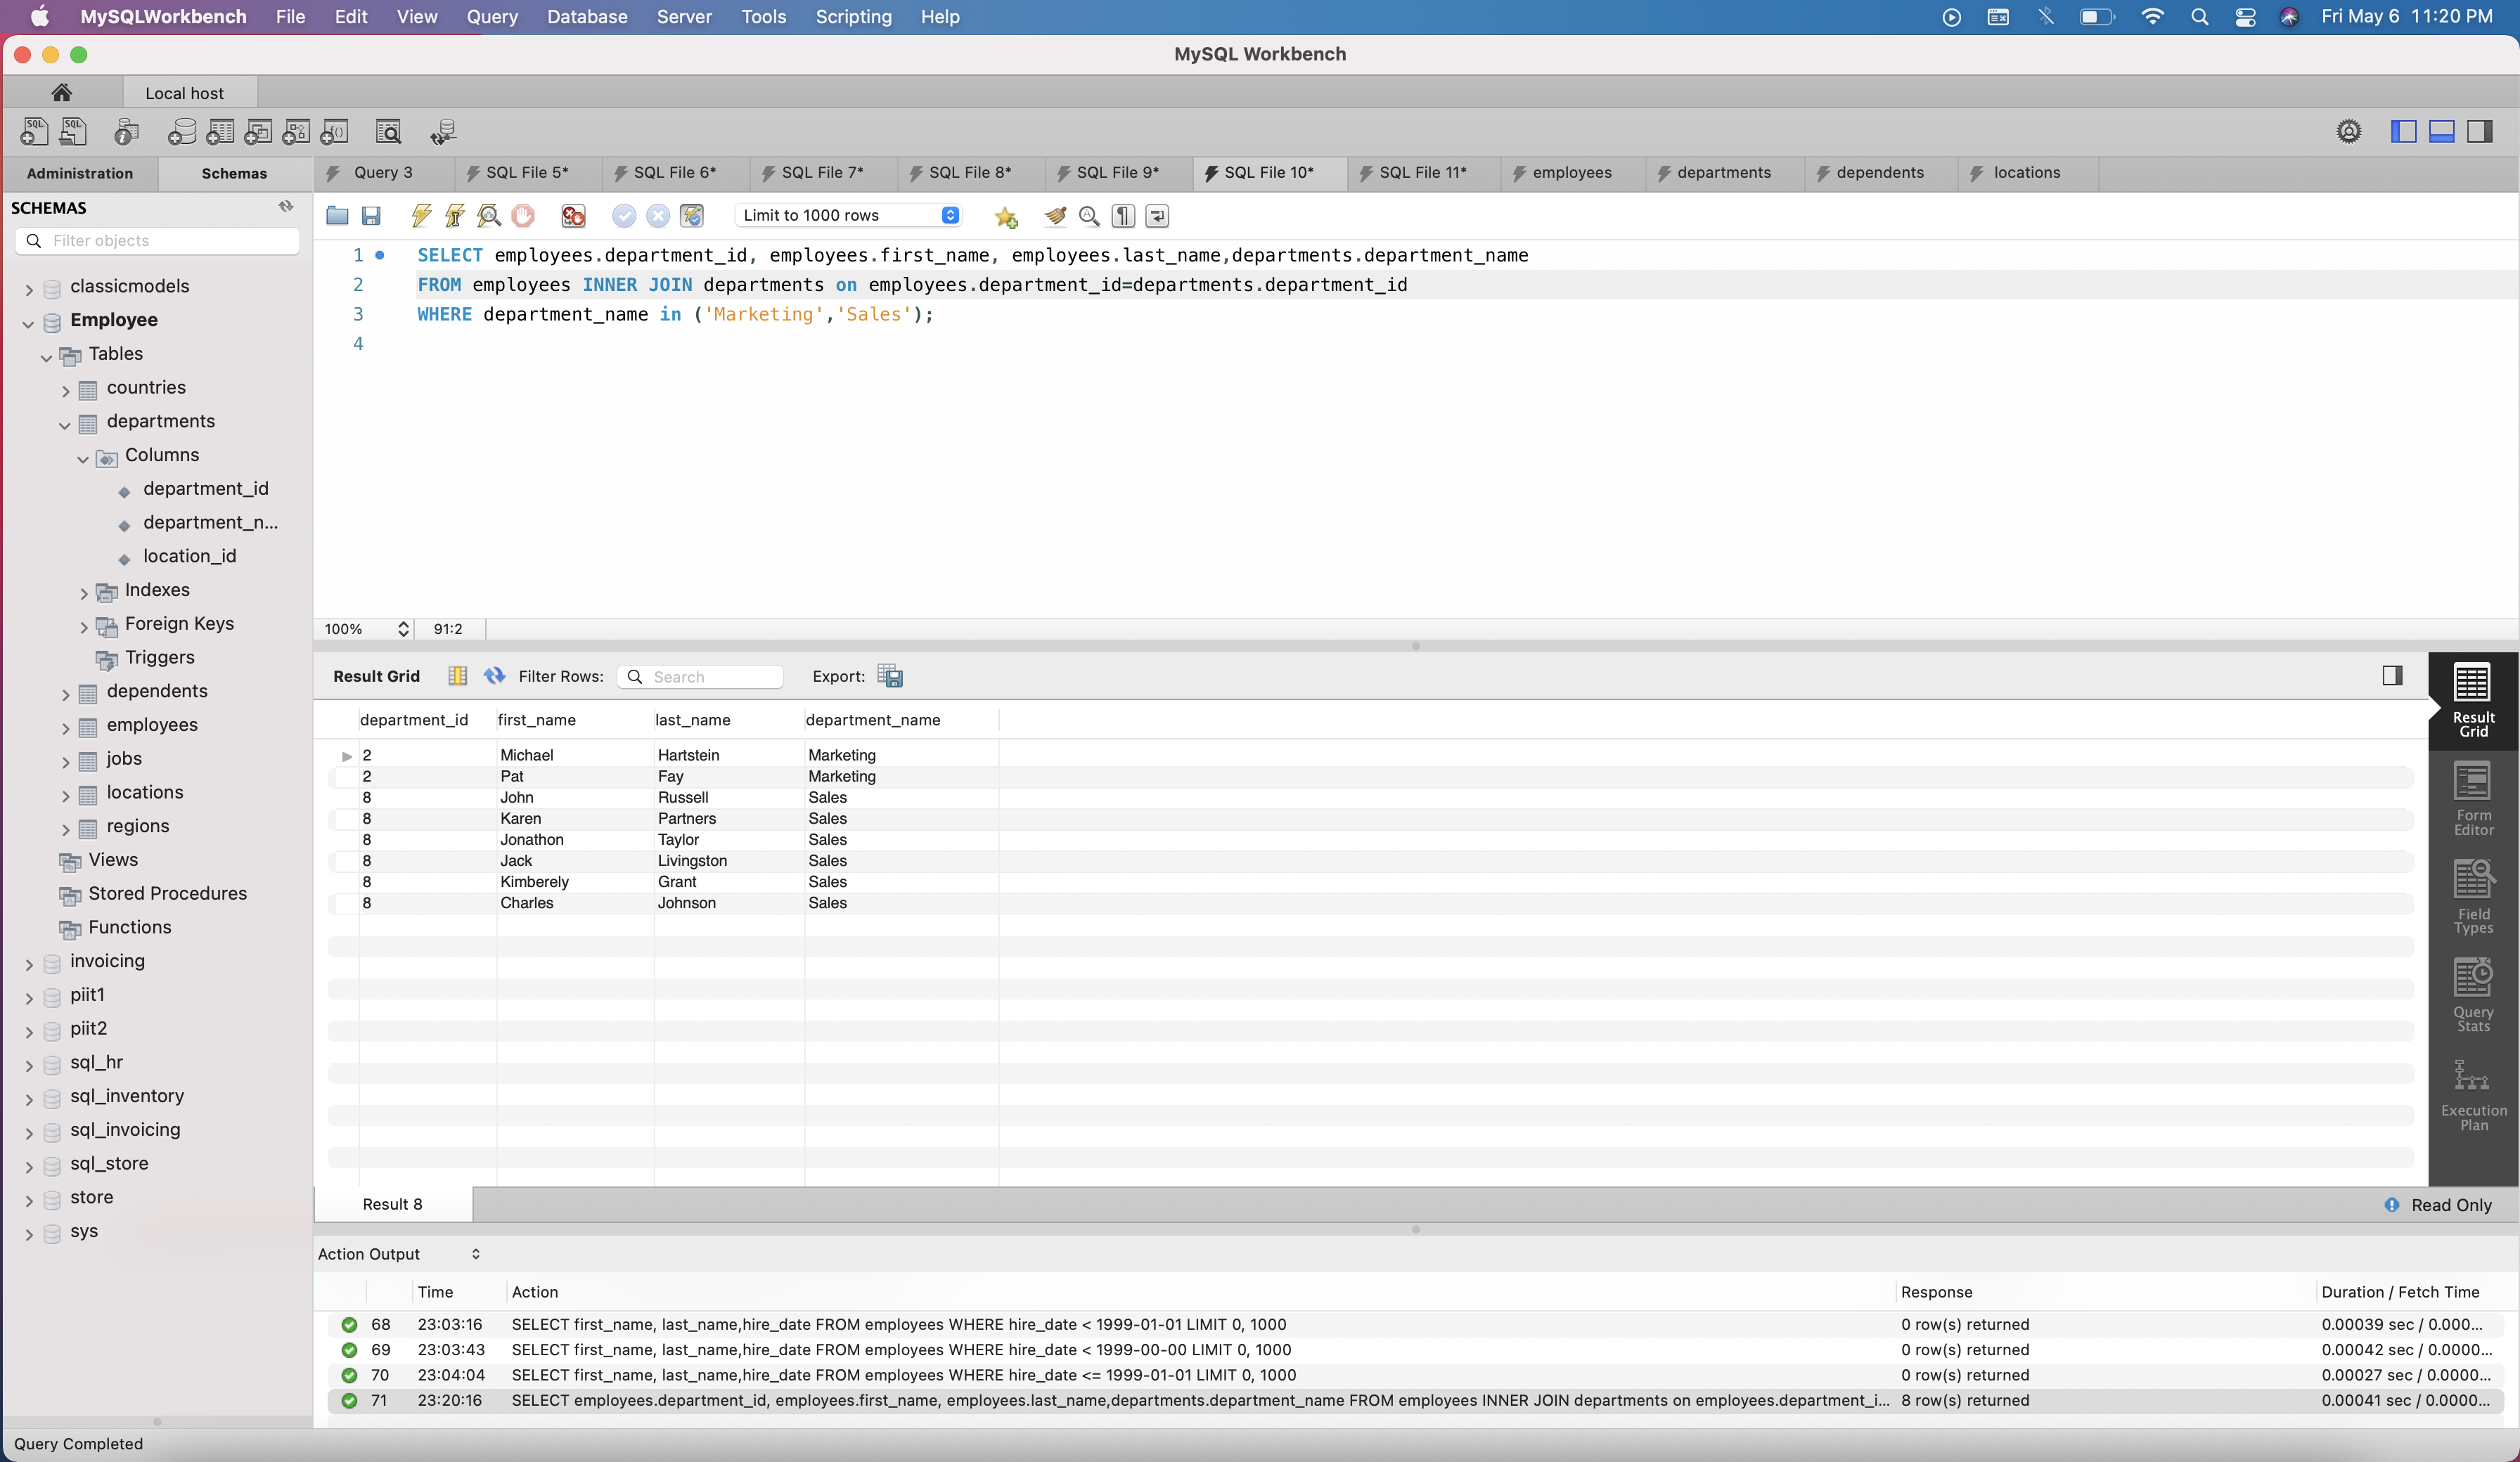 MySQLWorkbench File Edit View Query Database Server Tools Scripting Help Fri May 6 11:20 PM
MySQL Workbench
Local host
Administration Schemas Query 3 SQL File 5* SQL File 6* SQL File 7* SQL File 8* SQL File 9* SQL File 10* SQL File 11* employees departments dependents locations
SCHEMAS
Filter objects
classicmodels
Employee
Tables
countries
departments
Columns
department_id
department_n...
location_id
Indexes
Foreign Keys
Triggers
dependents
employees
jobs
locations
regions
Views
Stored Procedures
Functions
invoicing
piit1
piit2
sql_hr
sql_inventory
sql_invoicing
sql_store
store
sys
Limit to 1000 rows
1 SELECT employees.department_id, employees.first_name, employees.last_name,departments.department_name
2 FROM employees INNER JOIN departments on employees.department_id=departments.department_id
3 WHERE department_name in ('Marketing','Sales');
4
100% 91:2
Result Grid Filter Rows: Search Export:
department_id first_name last_name department_name
2 Michael Hartstein Marketing
2 Pat Fay Marketing
8 John Russell Sales
8 Karen Partners Sales
8 Jonathon Taylor Sales
8 Jack Livingston Sales
8 Kimberely Grant Sales
8 Charles Johnson Sales
Result
Grid
Form
Editor
Field
Types
Query
Stats
Execution
Plan
Result 8 Read Only
Action Output
Time Action Response Duration / Fetch Time
68 23:03:16 SELECT first_name, last_name,hire_date FROM employees WHERE hire_date < 1999-01-01 LIMIT 0, 1000 0 row(s) returned 0.00039 sec / 0.000...
69 23:03:43 SELECT first_name, last_name,hire_date FROM employees WHERE hire_date < 1999-00-00 LIMIT 0, 1000 0 row(s) returned 0.00042 sec / 0.0000...
70 23:04:04 SELECT first_name, last_name,hire_date FROM employees WHERE hire_date <= 1999-01-01 LIMIT 0, 1000 0 row(s) returned 0.00027 sec / 0.0000...
71 23:20:16 SELECT employees.department_id, employees.first_name, employees.last_name,departments.department_name FROM employees INNER JOIN departments on employees.department_i... 8 row(s) returned 0.00041 sec / 0.0000...
Query Completed